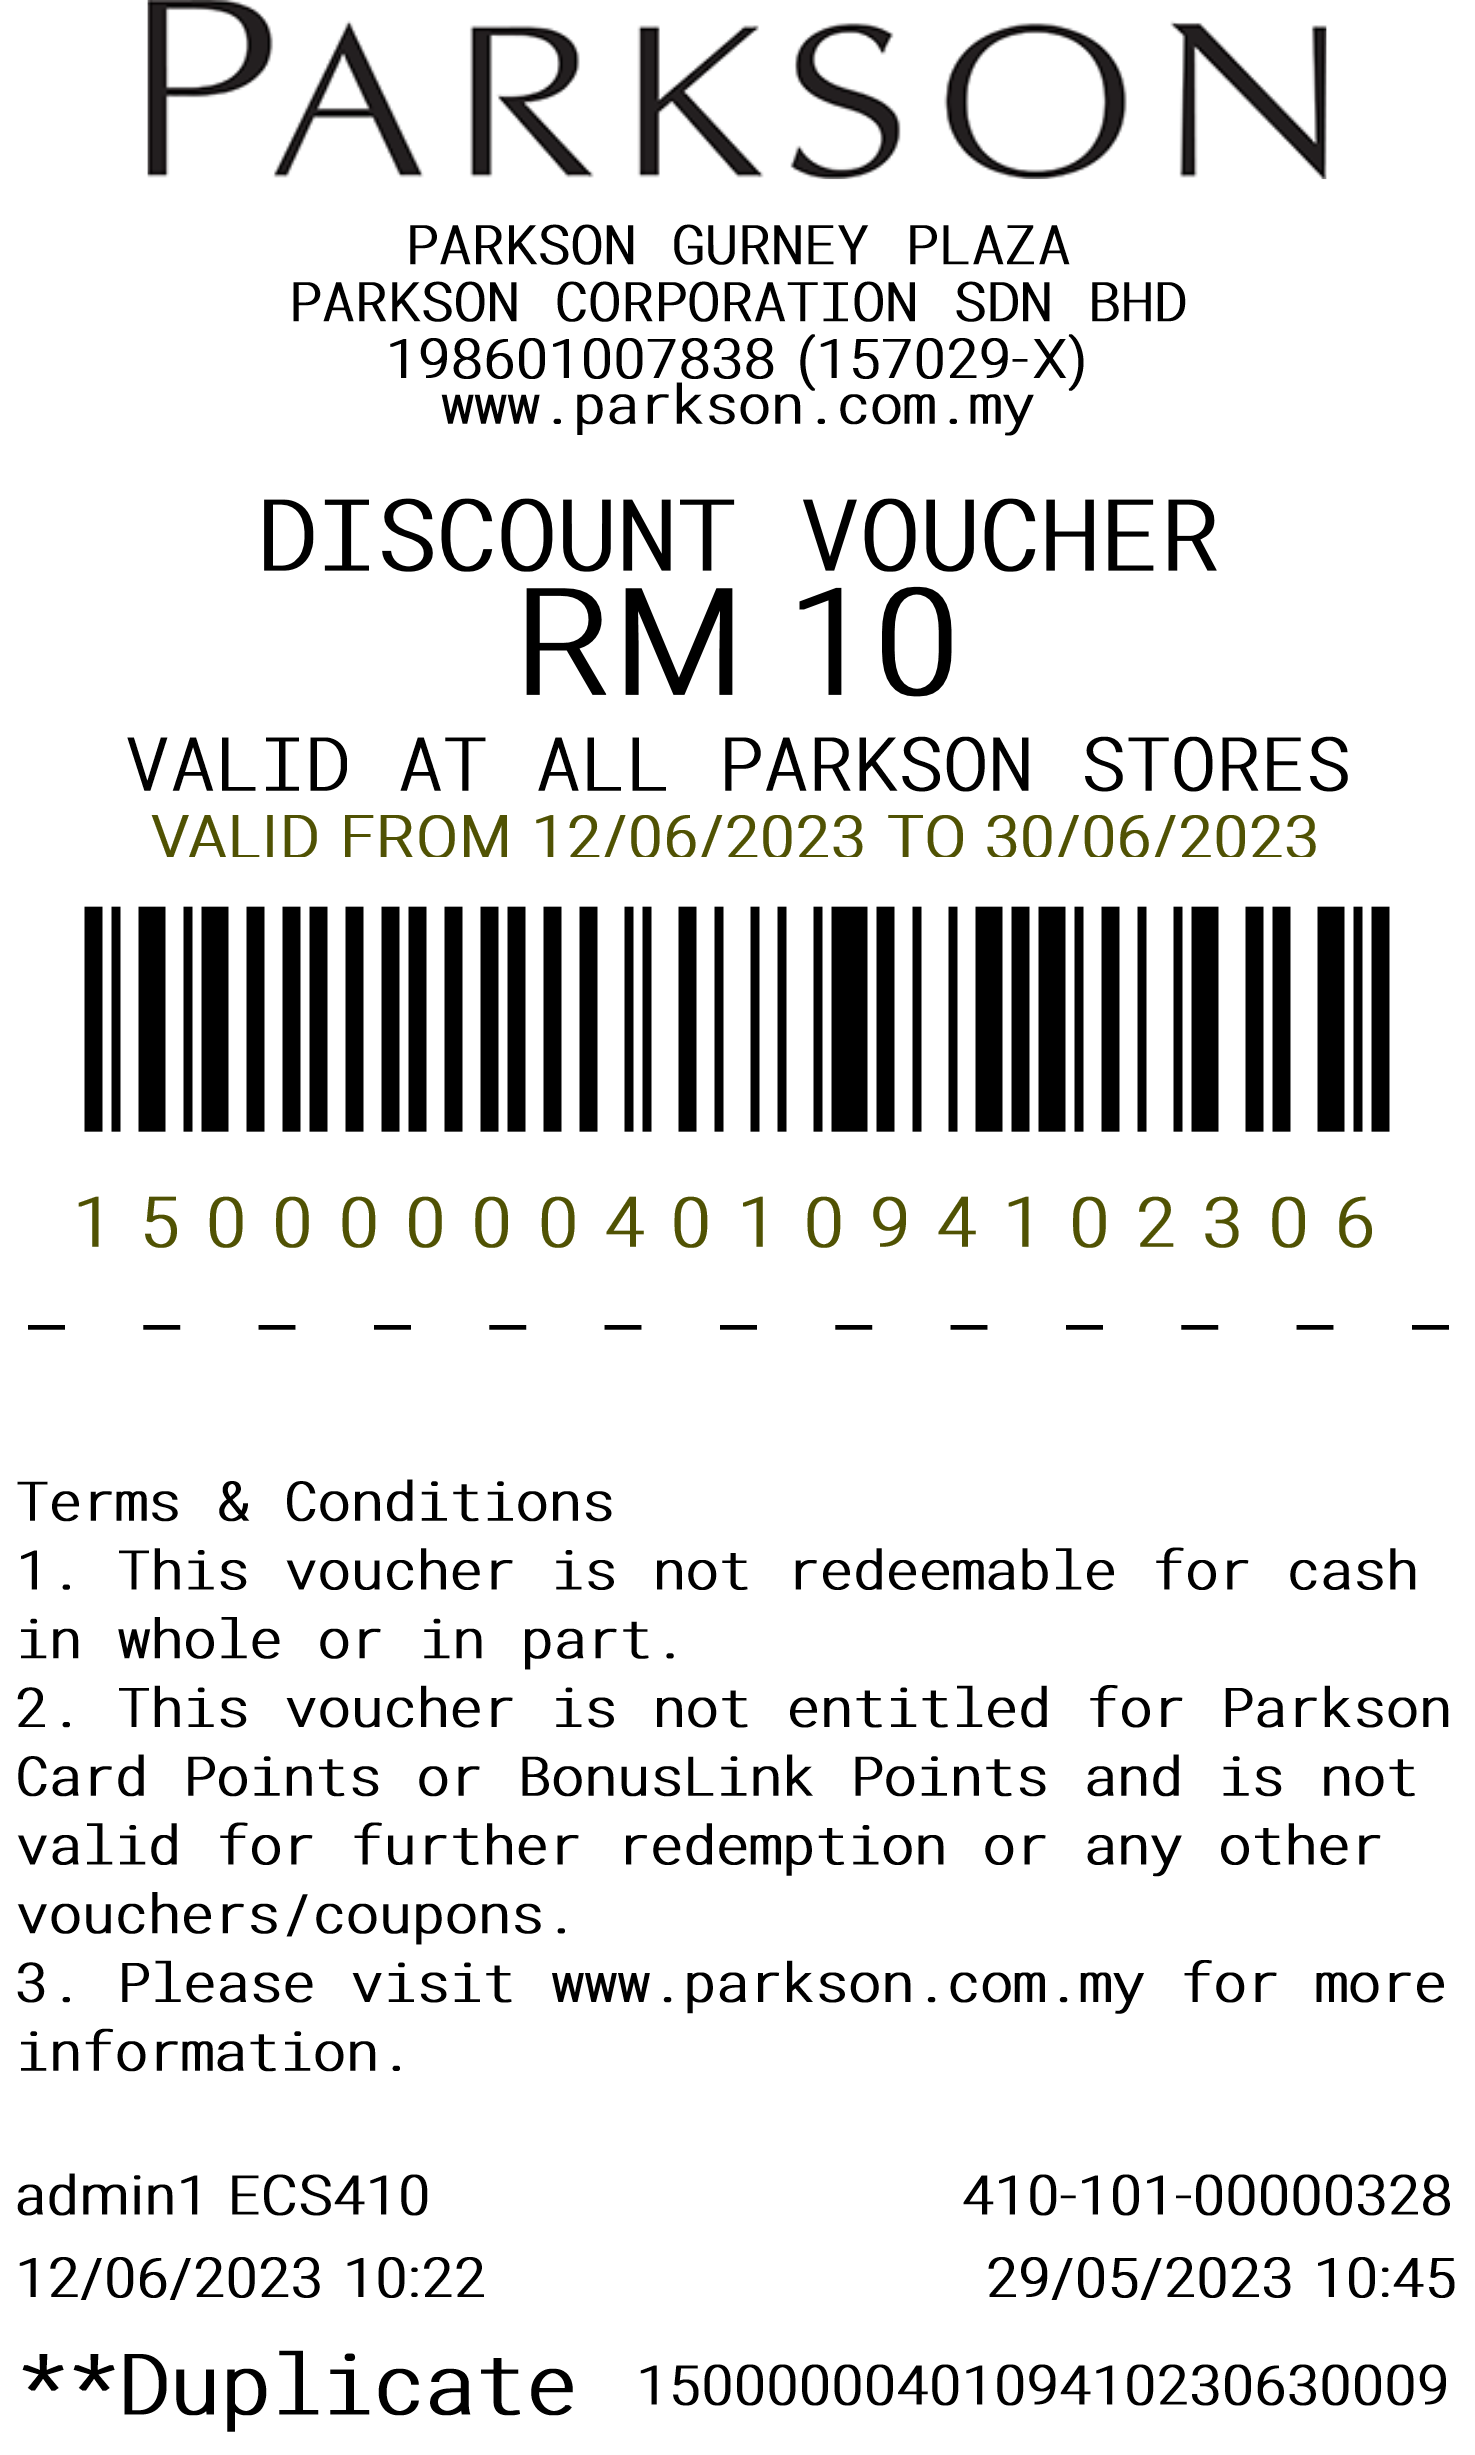 PARKSON
PARKSON GURNEY PLAZA
PARKSON CORPORATION SDN BHD
198601007838 (157029-X)
www.parkson.com.my
DISCOUNT VOUCHER
RM 10
VALID AT ALL PARKSON STORES
VALID FROM 12/06/2023 TO 30/06/2023
1 5 0 0 0 0 0 0 4 0 1 0 9 4 1 0 2 3 0 6
- - - - - - - - - - - - -
Terms & Conditions
1. This voucher is not redeemable for cash
in whole or in part.
2. This voucher is not entitled for Parkson
Card Points or BonusLink Points and is not
valid for further redemption or any other
vouchers/coupons.
3. Please visit www.parkson.com.my for more
information.
admin1 ECS410 410-101-00000328
12/06/2023 10:22 29/05/2023 10:45
**Duplicate 1500000040109410230630009